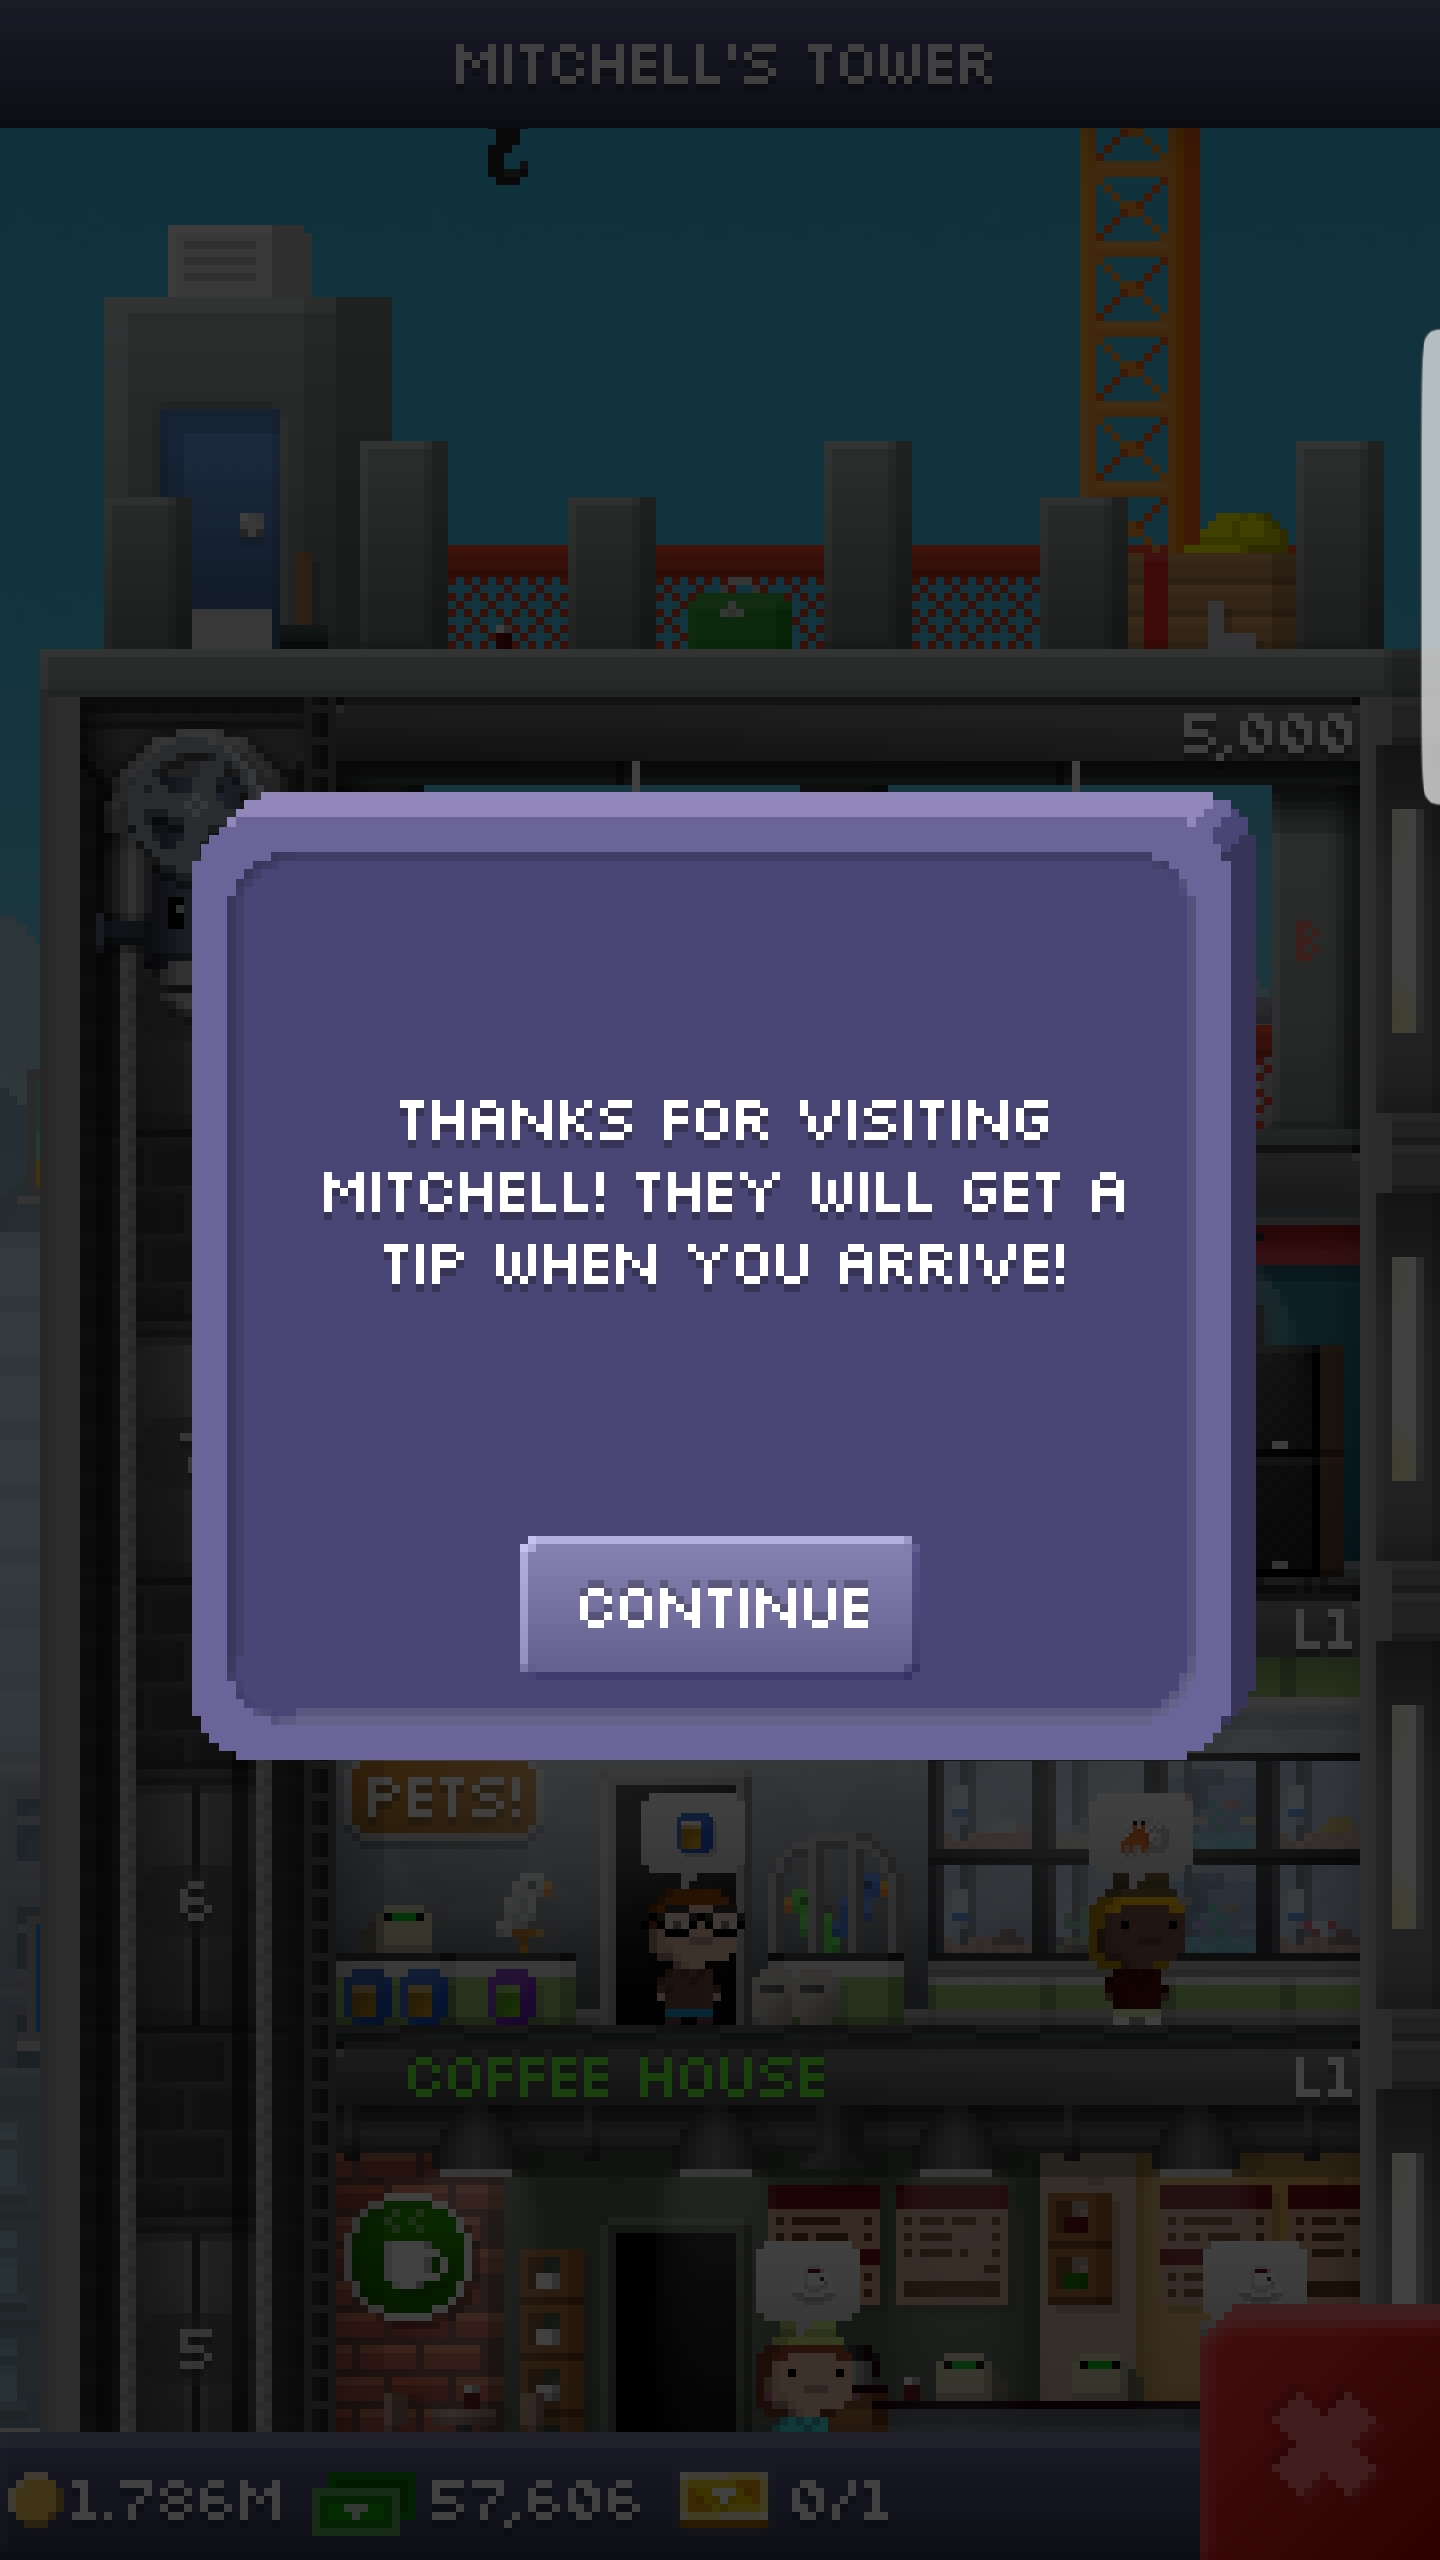 MITCHELL'S TOWER
5,000
B
THANKS FOR VISITING
MITCHELL! THEY WILL GET A
TIP WHEN YOU ARRIVE!
CONTINUE
L1
PETS!
6
COFFEE HOUSE L1
5
1.786M 57,606 0/1